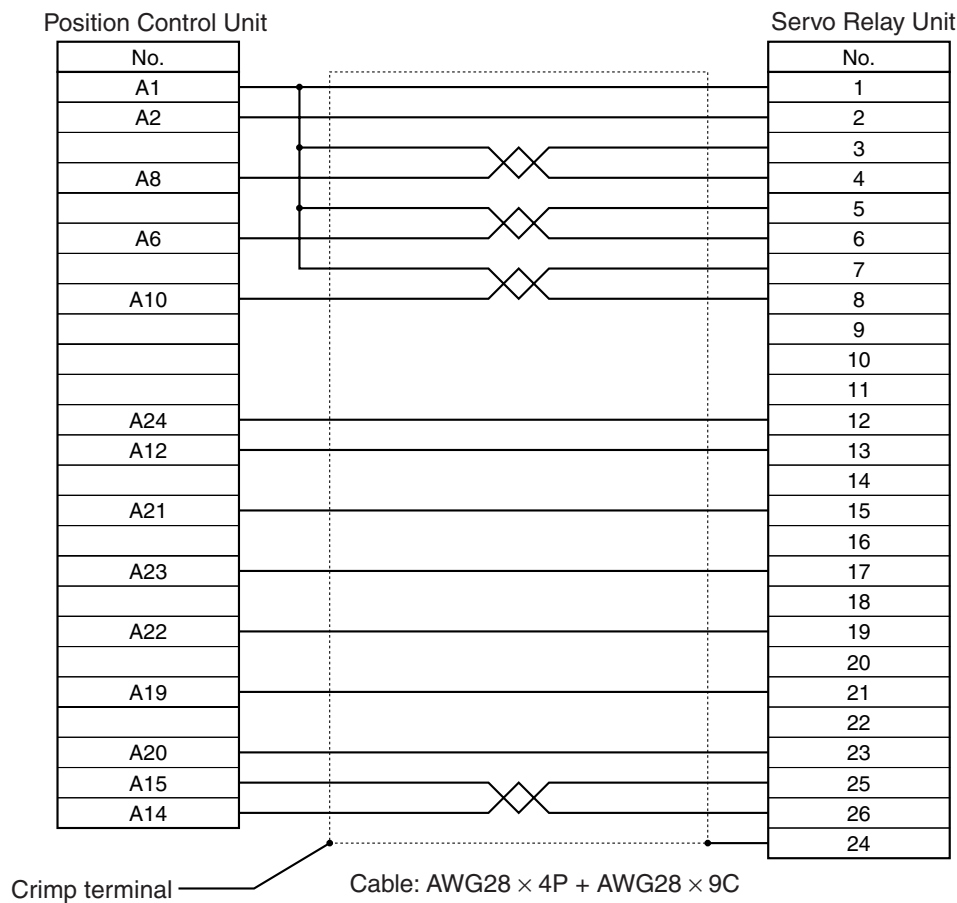 Position Control Unit Servo Relay Unit
No. No.
A1 1
A2 2
3
A8 4
5
A6 6
7
A10 8
9
10
11
A24 12
A12 13
14
A21 15
16
A23 17
18
A22 19
20
A19 21
22
A20 23
A15 25
A14 26
24
Crimp terminal Cable: AWG28 × 4P + AWG28 × 9C